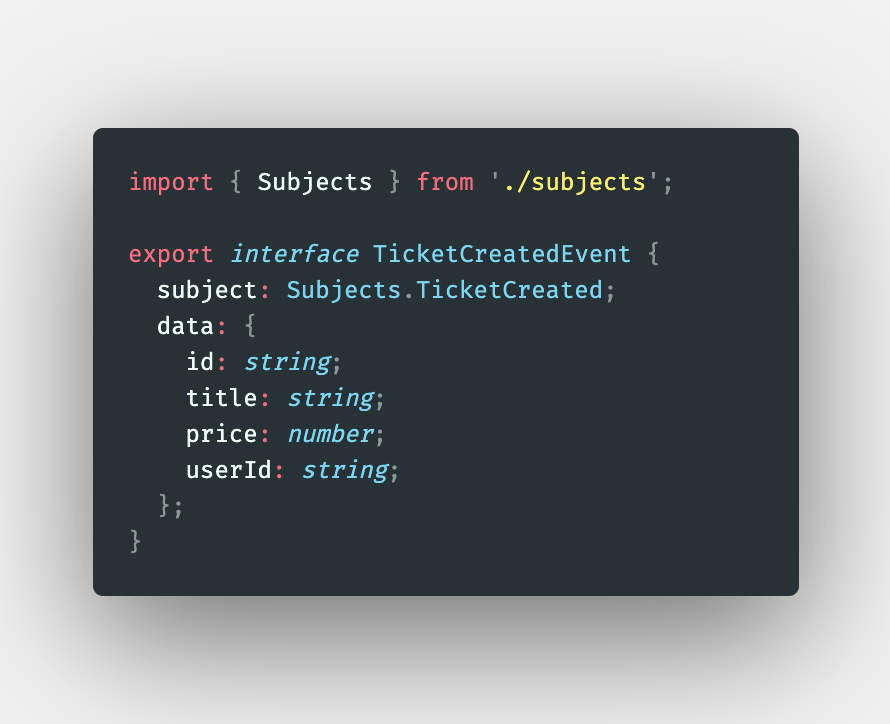 import { Subjects } from './subjects';
export interface TicketCreatedEvent {
subject: Subjects.TicketCreated;
data: {
id: string;
title: string;
price: number;
userId: string;
};
}